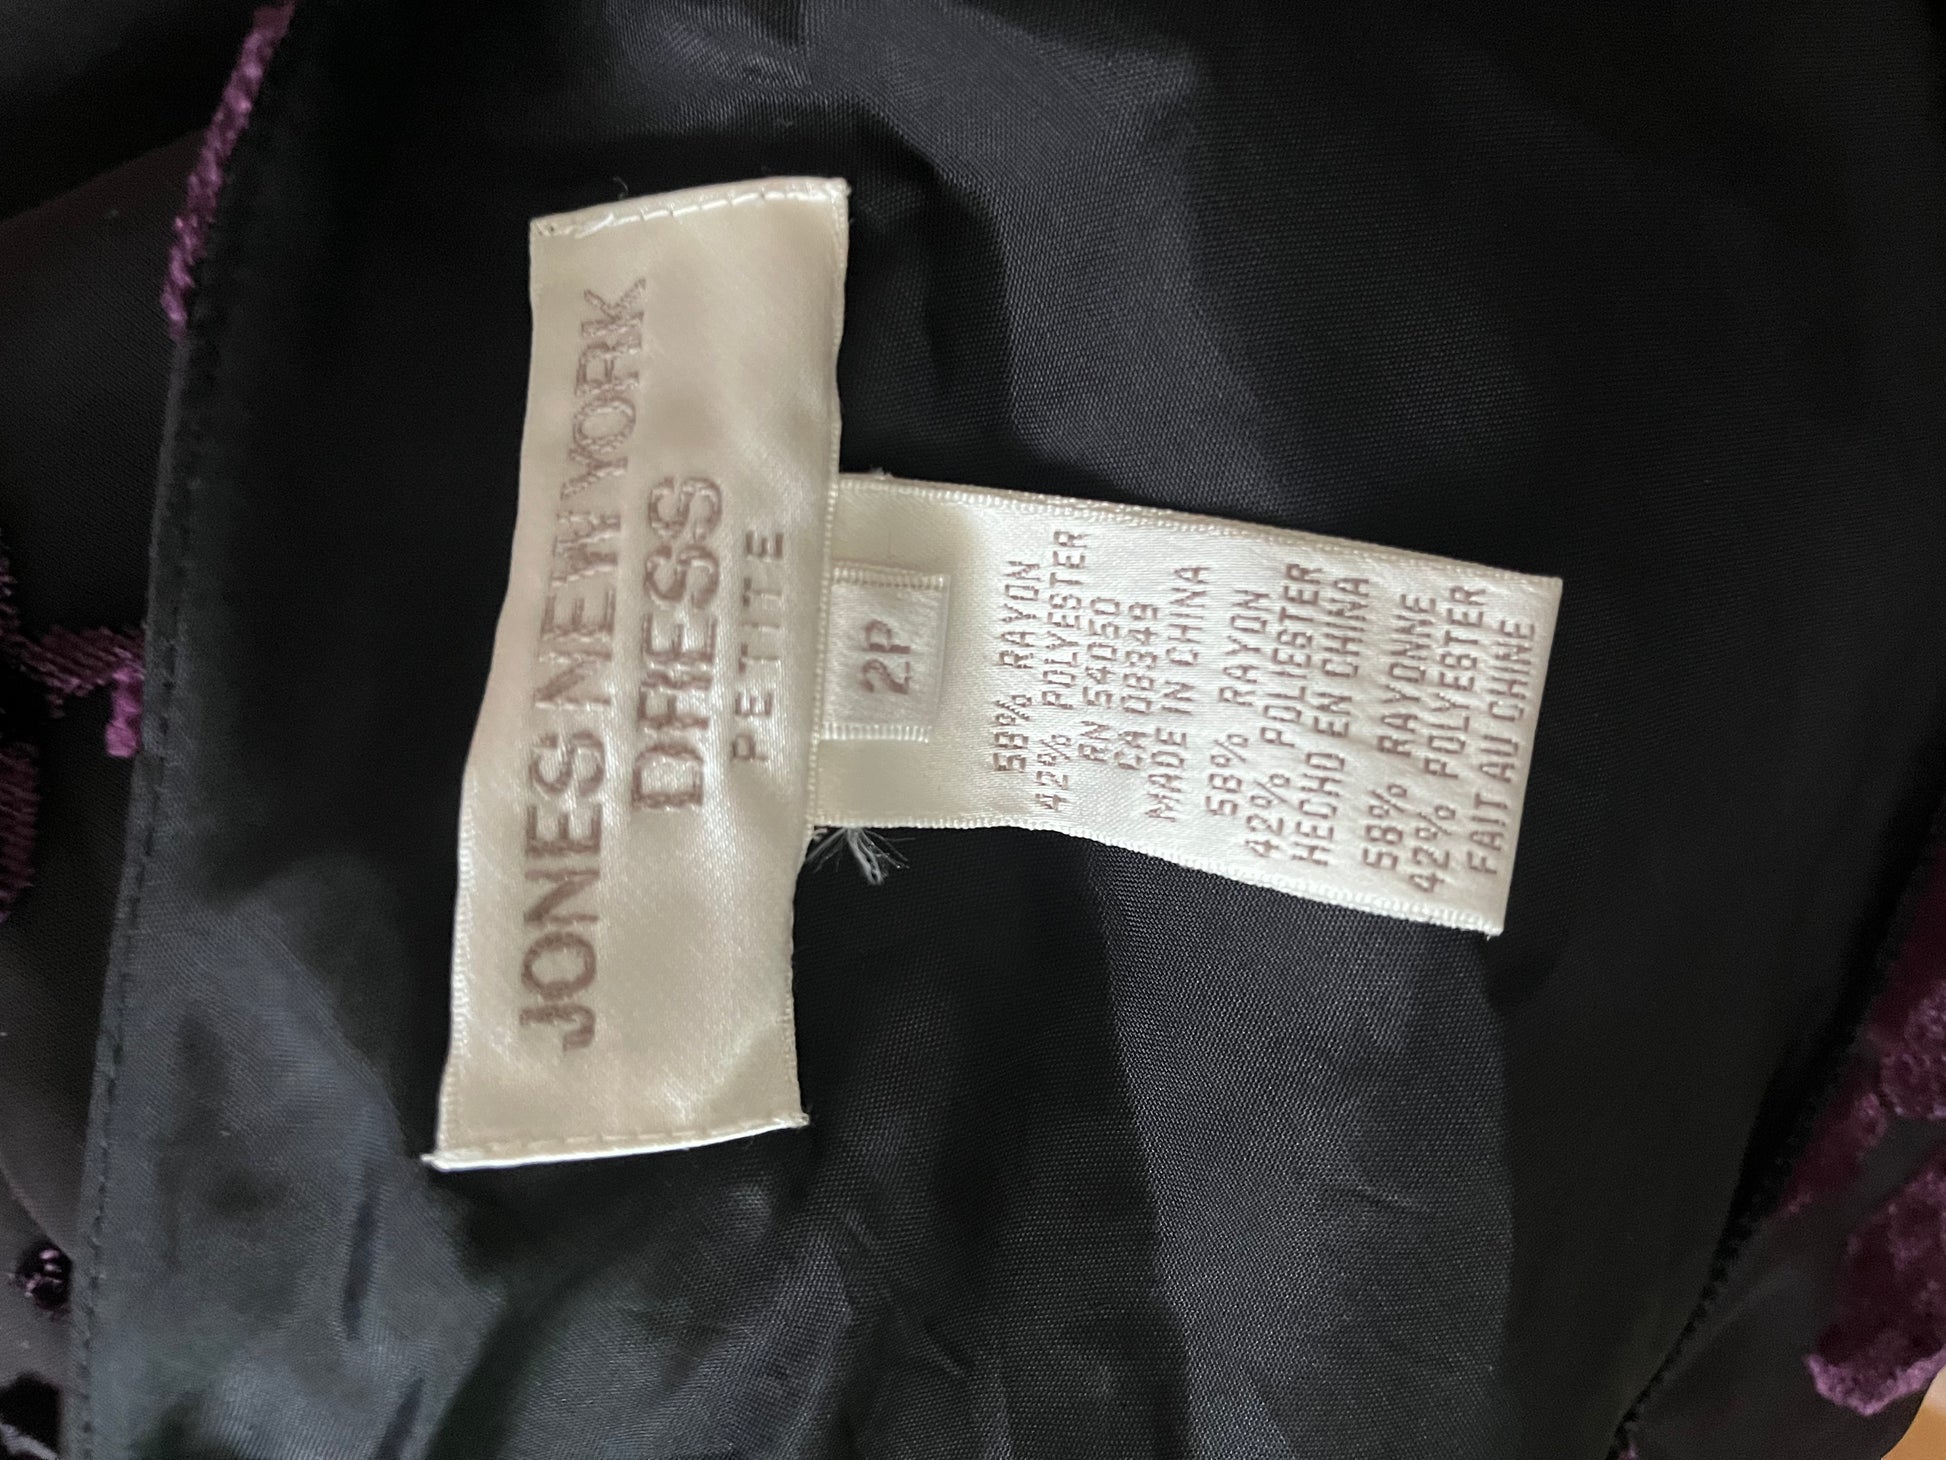 JONES NEW YORK
DRESS
PETITE
2P
58% RAYON
42% POLYESTER
RN 54050
CA 08349
MADE IN CHINA
58% RAYON
42% POLIESTER
HECHO EN CHINA
58% RAYONNE
42% POLYESTER
FAIT AU CHINE